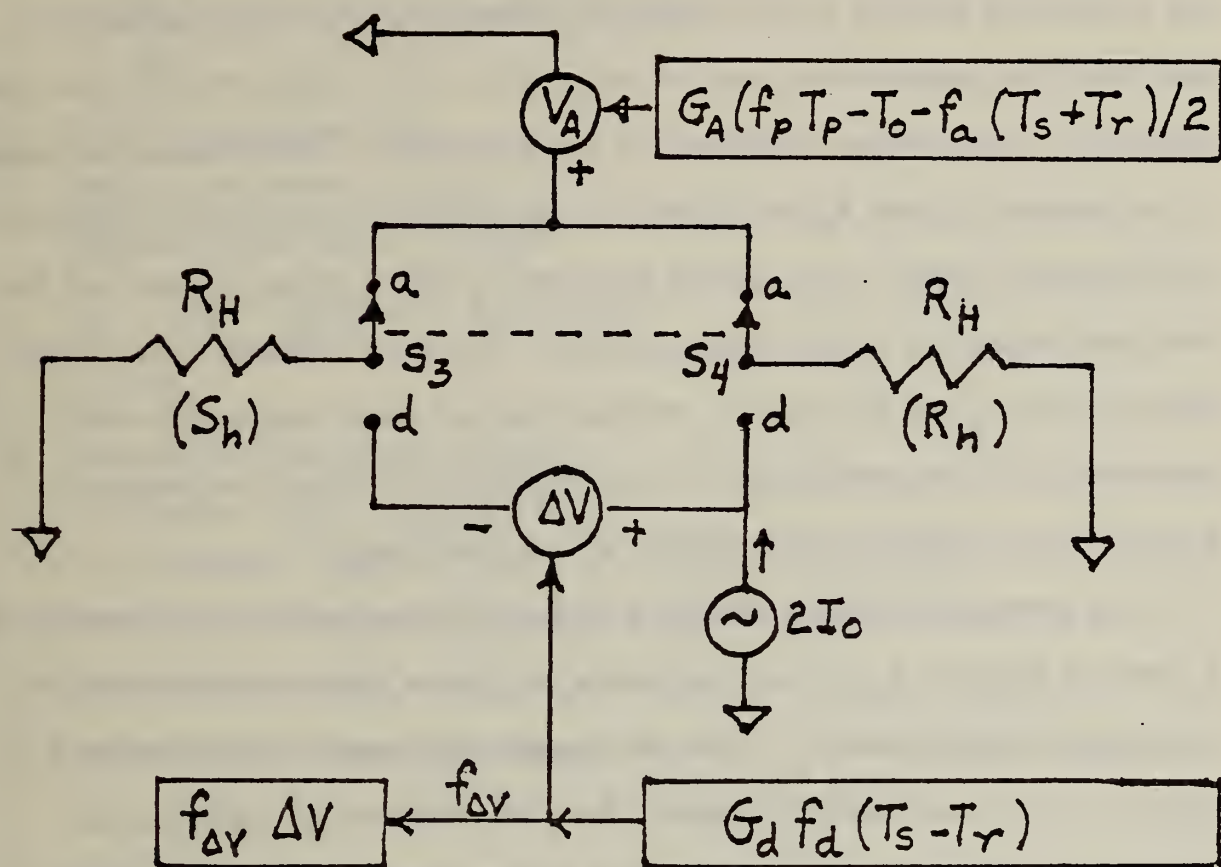 V_A
+
G_A(f_p T_p - T_o - f_a (T_s + T_r)/2
a
a
R_H
R_H
S_3
S_4
(S_h)
(R_h)
d
d
-
ΔV
+
~
2I_o
f_ΔV
f_ΔV ΔV
G_d f_d (T_s - T_r)